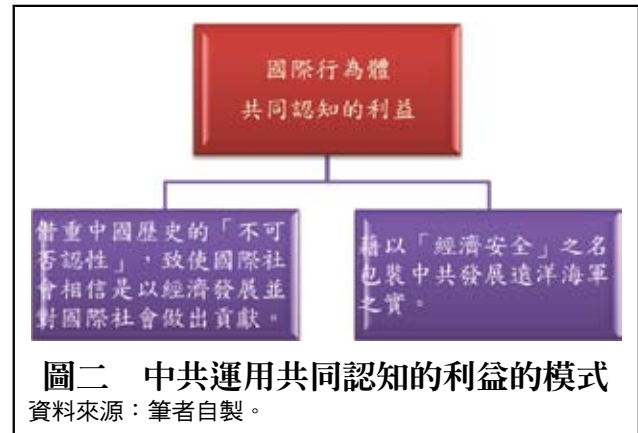 國際行為體
共同認知的利益
借重中國歷史的「不可
否認性」,致使國際社
會相信是以經濟發展並
對國際社會做出貢獻。
藉以「經濟安全」之名
包裝中共發展遠洋海軍
之實。
圖二 中共運用共同認知的利益的模式
資料來源:筆者自製。